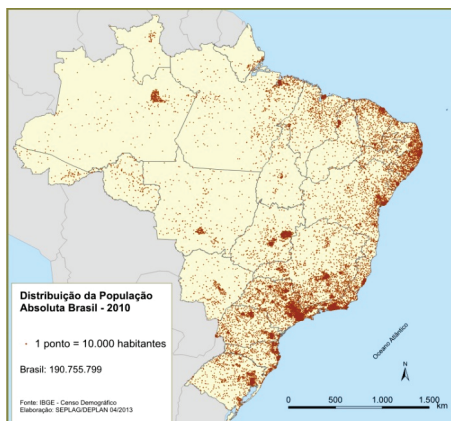 Distribuição da População
Absoluta Brasil - 2010
1 ponto = 10.000 habitantes
Brasil: 190.755.799
Fonte: IBGE - Censo Demográfico
Elaboração: SEPLAG/DEPLAN 04/2013
Oceano Atlântico
N
0 500 1.000 1.500
km